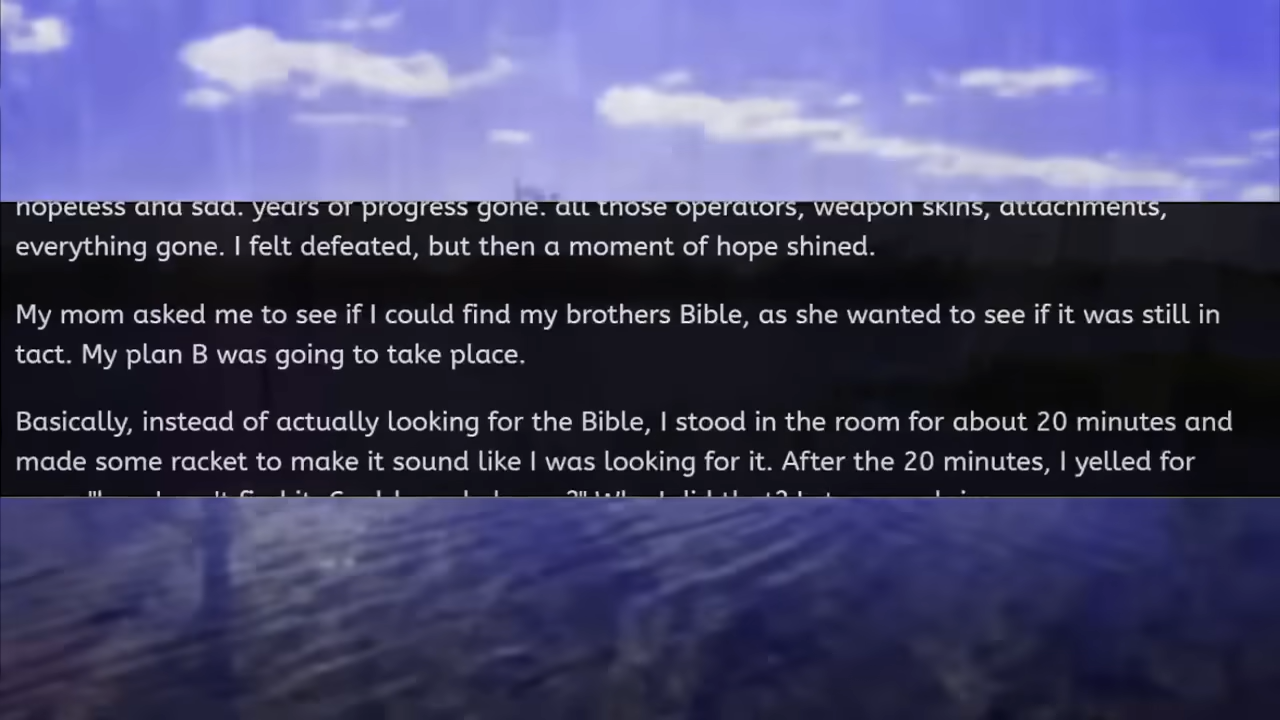 hopeless and sad. years of progress gone. all those operators, weapon skins, attachments,
everything gone. I felt defeated, but then a moment of hope shined.
My mom asked me to see if I could find my brothers Bible, as she wanted to see if it was still in
tact. My plan B was going to take place.
Basically, instead of actually looking for the Bible, I stood in the room for about 20 minutes and
made some racket to make it sound like I was looking for it. After the 20 minutes, I yelled for